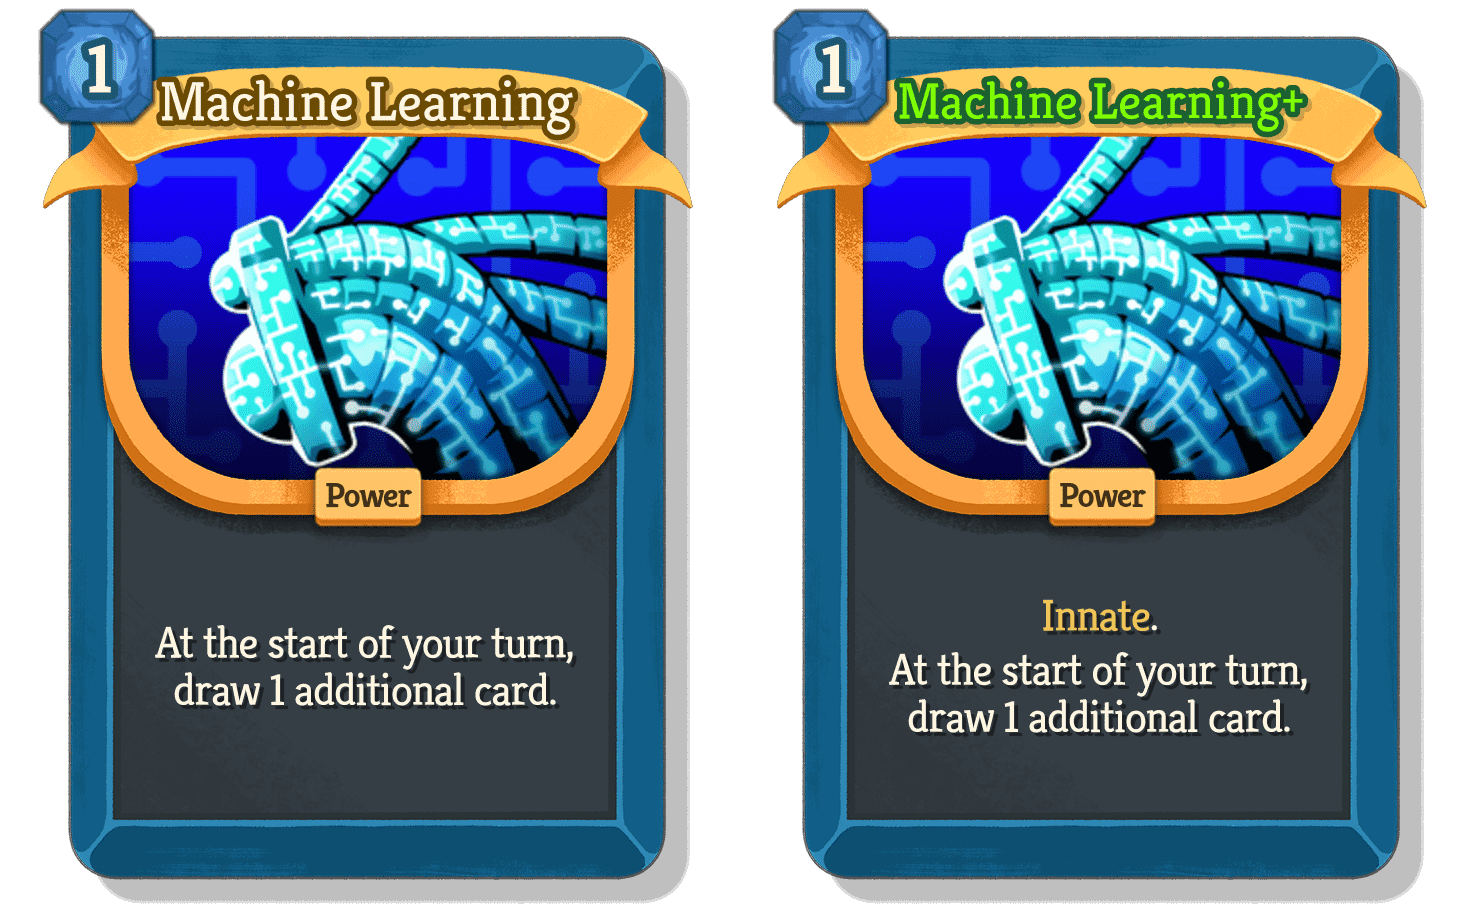 1
Machine Learning
Power
At the start of your turn,
draw 1 additional card.
1
Machine Learning+
Power
Innate.
At the start of your turn,
draw 1 additional card.